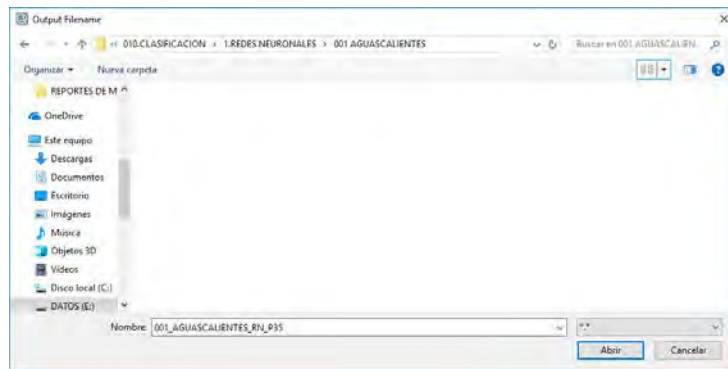 Output Filename
« 010.CLASIFICACION › 1.REDES NEURONALES › 001 AGUASCALIENTES
Buscar en 001 AGUASCALIEN...
Organizar
Nueva carpeta
REPORTES DE M
OneDrive
Este equipo
Descargas
Documentos
Escritorio
Imágenes
Música
Objetos 3D
Vídeos
Disco local (C:)
DATOS (E:)
Nombre: 001_AGUASCALIENTES_RN_P35
*.*
Abrir
Cancelar